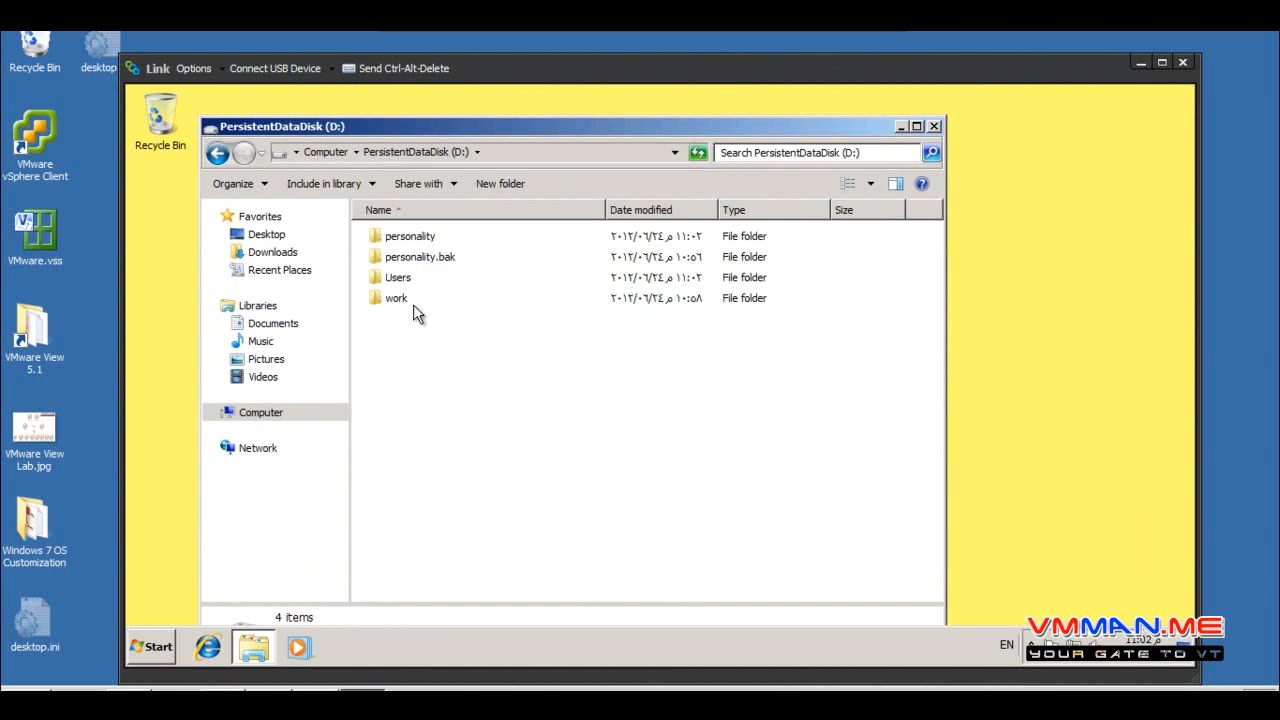 Recycle Bin
desktop
Link Options Connect USB Device Send Ctrl-Alt-Delete
Recycle Bin
PersistentDataDisk (D:)
Computer PersistentDataDisk (D:) Search PersistentDataDisk (D:)
Organize Include in library Share with New folder
Name Date modified Type Size
Favorites
Desktop
Downloads
Recent Places
Libraries
Documents
Music
Pictures
Videos
Computer
Network
personality ٢٠١٢/٠٦/٢٤ ١١:٠٢ م File folder
personality.bak ٢٠١٢/٠٦/٢٤ ١٠:٥٦ م File folder
Users ٢٠١٢/٠٦/٢٤ ١١:٠٢ م File folder
work ٢٠١٢/٠٦/٢٤ ١٠:٥٨ م File folder
4 items
VMware
vSphere Client
VMware.vss
VMware View
5.1
VMware View
Lab.jpg
Windows 7 OS
Customization
desktop.ini
Start
EN
11:02 م
VMMAN.ME
YOUR GATE TO VT